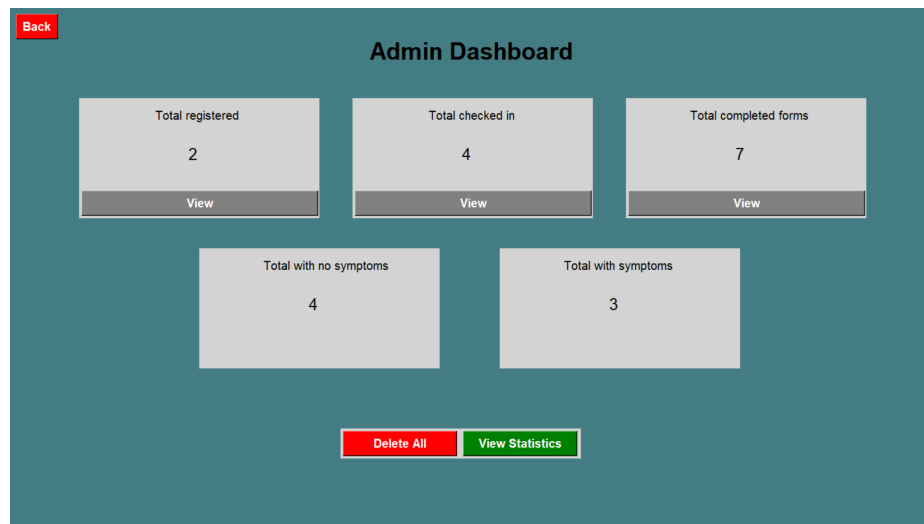 Back
Admin Dashboard
Total registered
2
View
Total checked in
4
View
Total completed forms
7
View
Total with no symptoms
4
Total with symptoms
3
Delete All
View Statistics